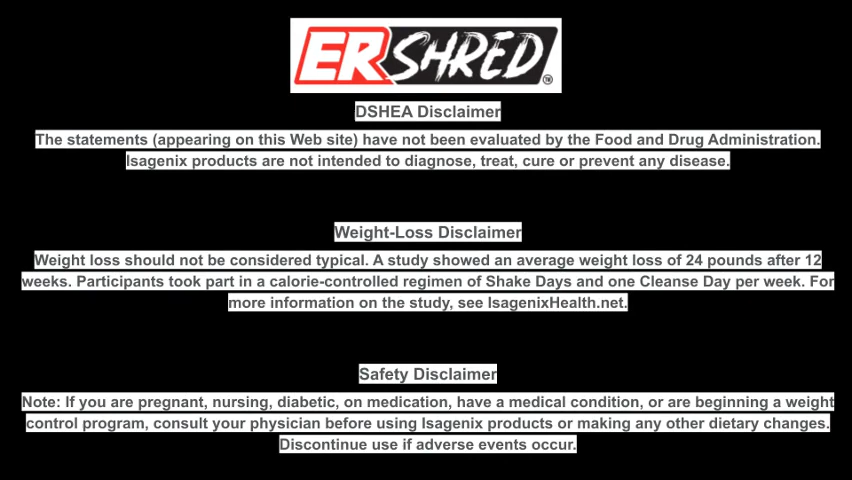 ERSHRED™
DSHEA Disclaimer
The statements (appearing on this Web site) have not been evaluated by the Food and Drug Administration.
Isagenix products are not intended to diagnose, treat, cure or prevent any disease.
Weight-Loss Disclaimer
Weight loss should not be considered typical. A study showed an average weight loss of 24 pounds after 12
weeks. Participants took part in a calorie-controlled regimen of Shake Days and one Cleanse Day per week. For
more information on the study, see IsagenixHealth.net.
Safety Disclaimer
Note: If you are pregnant, nursing, diabetic, on medication, have a medical condition, or are beginning a weight
control program, consult your physician before using Isagenix products or making any other dietary changes.
Discontinue use if adverse events occur.